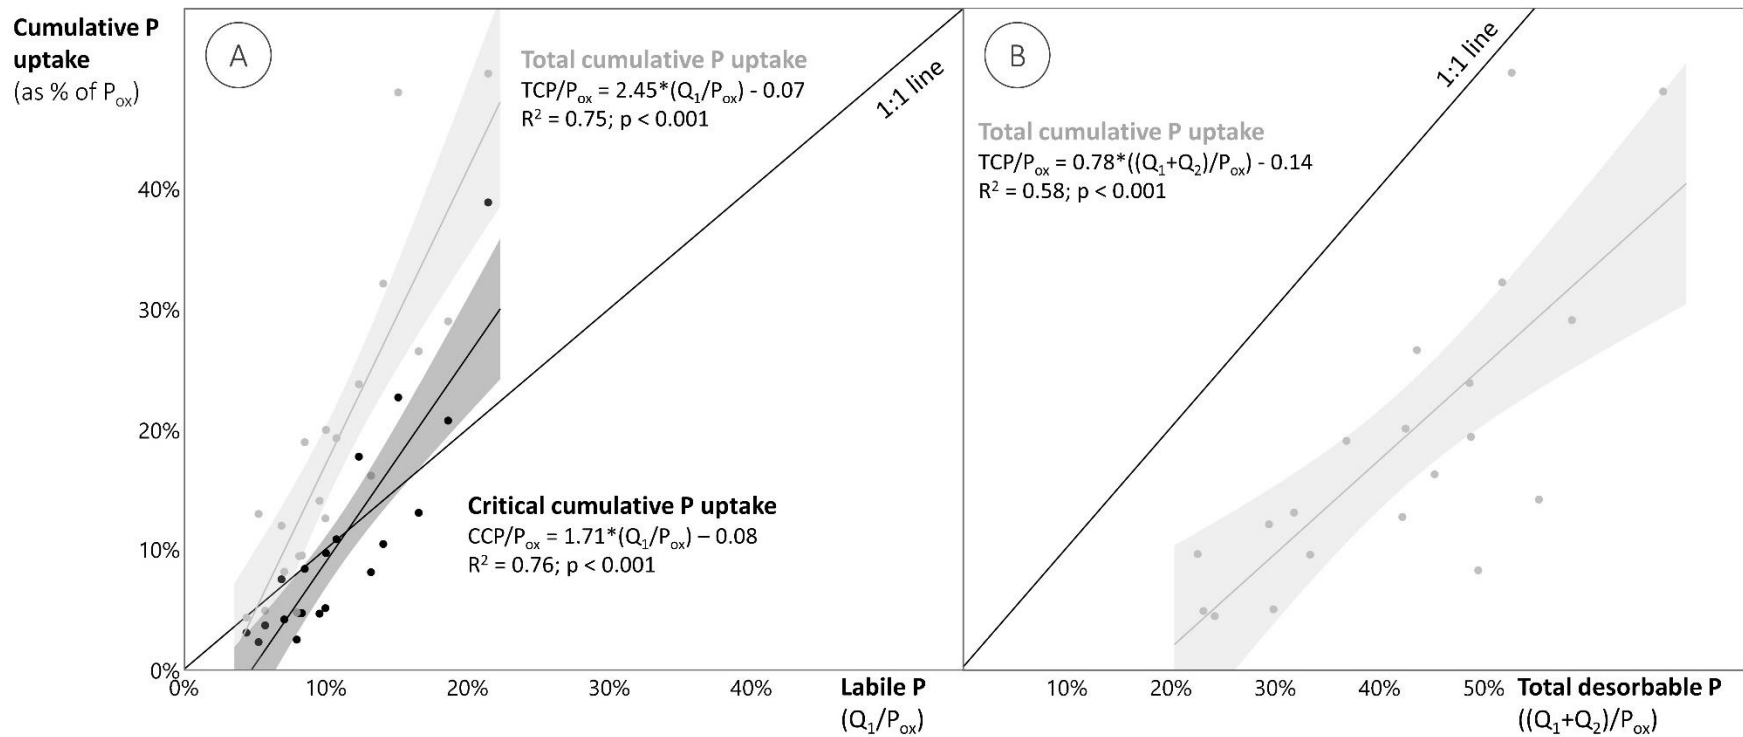 Cumulative P
uptake
(as % of Pox)
A
Total cumulative P uptake
TCP/Pox = 2.45*(Q1/Pox) - 0.07
R² = 0.75; p < 0.001
1:1 line
Critical cumulative P uptake
CCP/Pox = 1.71*(Q1/Pox) – 0.08
R² = 0.76; p < 0.001
40%
30%
20%
10%
0%
0%
10%
20%
30%
40%
Labile P
(Q1/Pox)
B
1:1 line
Total cumulative P uptake
TCP/Pox = 0.78*((Q1+Q2)/Pox) - 0.14
R² = 0.58; p < 0.001
10%
20%
30%
40%
50%
Total desorbable P
((Q1+Q2)/Pox)